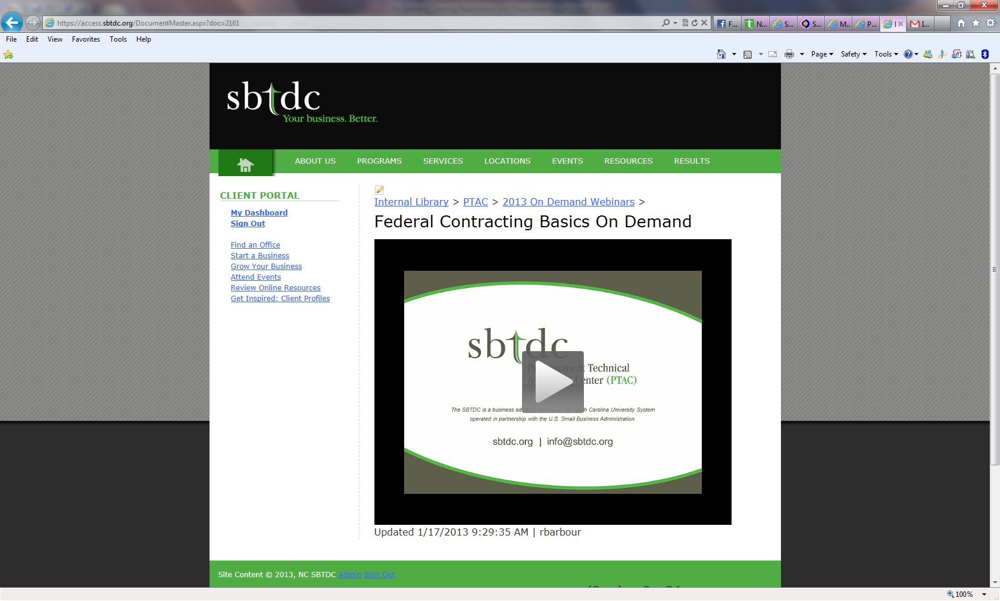 https://access.sbtdc.org/DocumentMaster.aspx?doc=2161
F...
N...
S...
S...
M...
P...
I...
File Edit View Favorites Tools Help
Page Safety Tools
sbtdc
Your business. Better.
ABOUT US PROGRAMS SERVICES LOCATIONS EVENTS RESOURCES RESULTS
CLIENT PORTAL
My Dashboard
Sign Out
Find an Office
Start a Business
Grow Your Business
Attend Events
Review Online Resources
Get Inspired: Client Profiles
Internal Library > PTAC > 2013 On Demand Webinars >
Federal Contracting Basics On Demand
sbtdc
Technical
Center (PTAC)
The SBTDC is a business of The North Carolina University System
operated in partnership with the U.S. Small Business Administration.
sbtdc.org | info@sbtdc.org
Updated 1/17/2013 9:29:35 AM | rbarbour
Site Content © 2013, NC SBTDC Admin Sign Out
100%